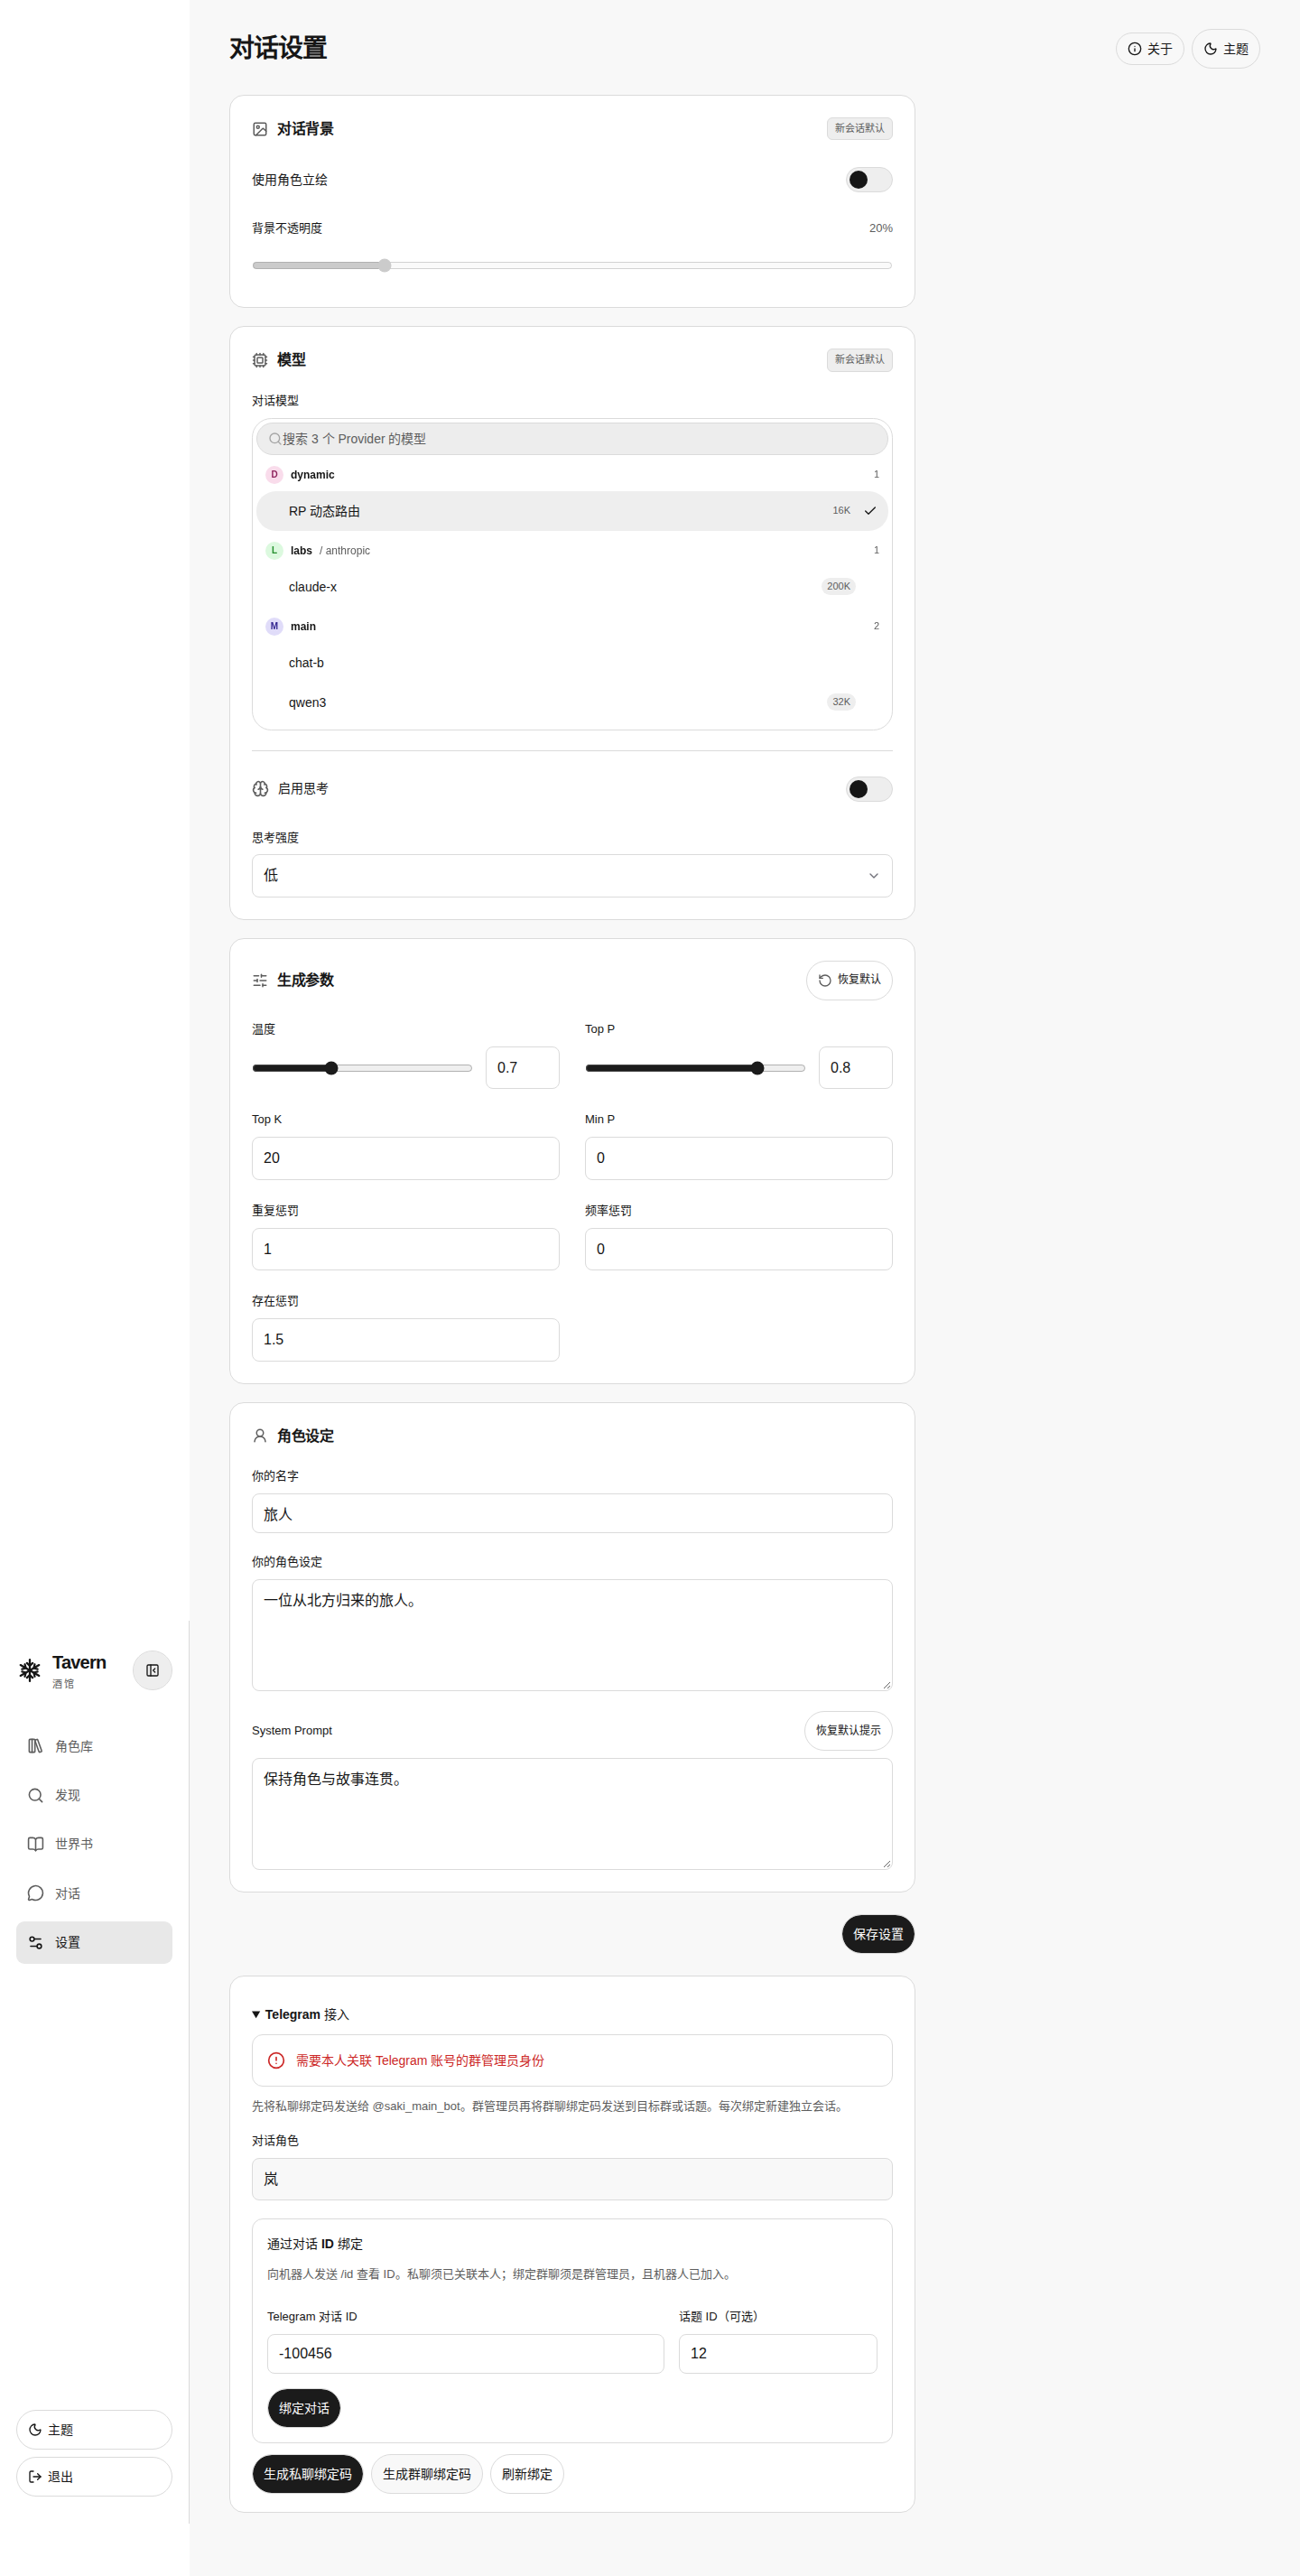 对话设置
关于
主题
对话背景
新会话默认
使用角色立绘
背景不透明度
20%
模型
新会话默认
对话模型
搜索 3 个 Provider 的模型
D dynamic 1
RP 动态路由 16K
L labs / anthropic 1
claude-x 200K
M main 2
chat-b
qwen3 32K
启用思考
思考强度
低
生成参数
恢复默认
温度
0.7
Top P
0.8
Top K
20
Min P
0
重复惩罚
1
频率惩罚
0
存在惩罚
1.5
角色设定
你的名字
旅人
你的角色设定
一位从北方归来的旅人。
System Prompt
恢复默认提示
保持角色与故事连贯。
保存设置
Telegram 接入
需要本人关联 Telegram 账号的群管理员身份
先将私聊绑定码发送给 @saki_main_bot。群管理员再将群聊绑定码发送到目标群或话题。每次绑定新建独立会话。
对话角色
岚
通过对话 ID 绑定
向机器人发送 /id 查看 ID。私聊须已关联本人；绑定群聊须是群管理员，且机器人已加入。
Telegram 对话 ID
-100456
话题 ID（可选）
12
绑定对话
生成私聊绑定码
生成群聊绑定码
刷新绑定
Tavern
酒馆
角色库
发现
世界书
对话
设置
主题
退出